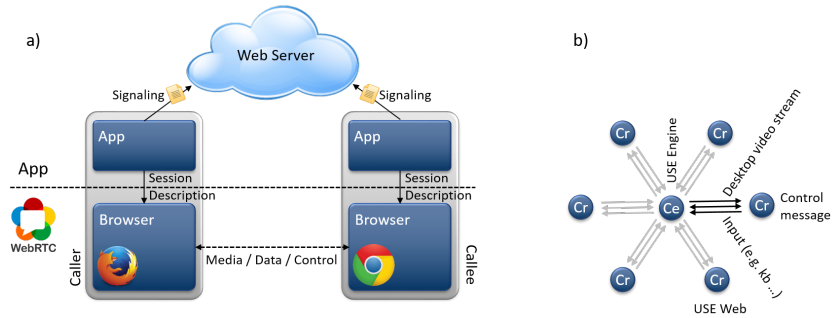 a)
Web Server
Signaling
Signaling
App
App
Session
Description
Session
Description
App
WebRTC
Browser
Browser
Caller
Callee
Media / Data / Control
b)
Cr
Cr
Cr
Ce
Cr
Cr
Cr
USE Engine
Desktop video stream
Control
message
Input (e.g. kb ...)
USE Web